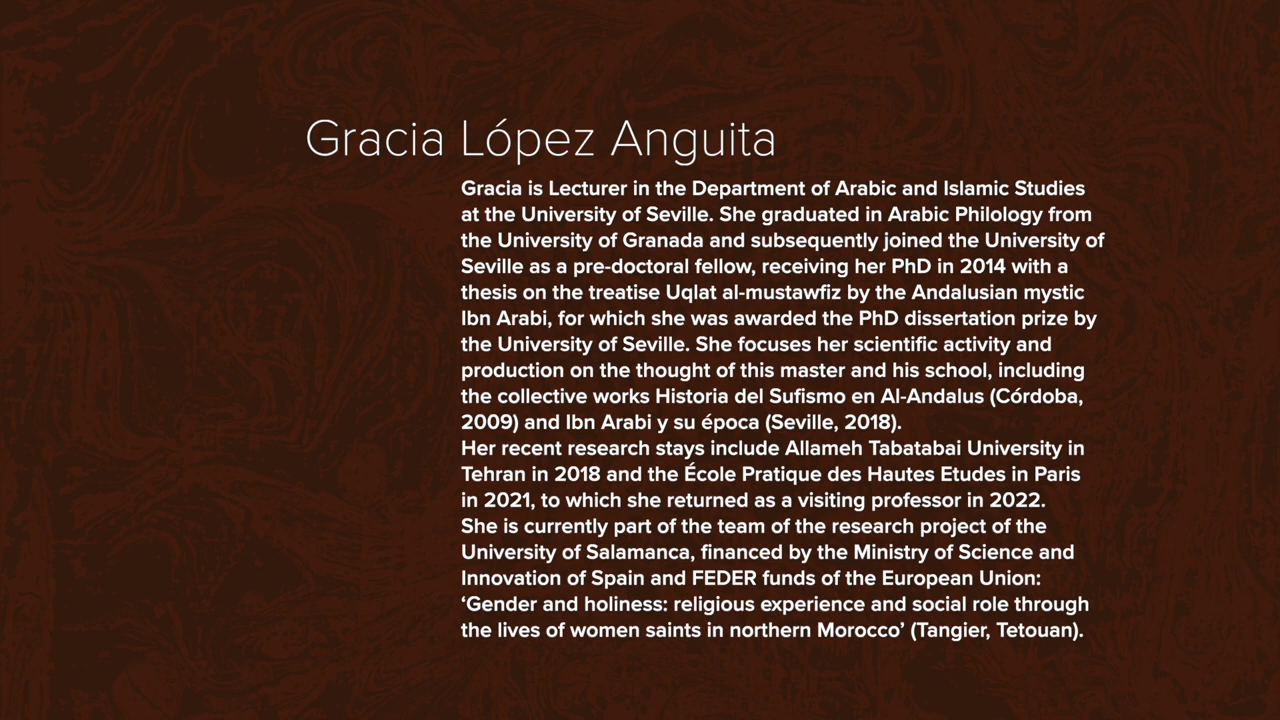 Gracia López Anguita
Gracia is Lecturer in the Department of Arabic and Islamic Studies
at the University of Seville. She graduated in Arabic Philology from
the University of Granada and subsequently joined the University of
Seville as a pre-doctoral fellow, receiving her PhD in 2014 with a
thesis on the treatise Uqlat al-mustawfiz by the Andalusian mystic
Ibn Arabi, for which she was awarded the PhD dissertation prize by
the University of Seville. She focuses her scientific activity and
production on the thought of this master and his school, including
the collective works Historia del Sufismo en Al-Andalus (Córdoba,
2009) and Ibn Arabi y su época (Seville, 2018).
Her recent research stays include Allameh Tabatabai University in
Tehran in 2018 and the École Pratique des Hautes Etudes in Paris
in 2021, to which she returned as a visiting professor in 2022.
She is currently part of the team of the research project of the
University of Salamanca, financed by the Ministry of Science and
Innovation of Spain and FEDER funds of the European Union:
‘Gender and holiness: religious experience and social role through
the lives of women saints in northern Morocco’ (Tangier, Tetouan).